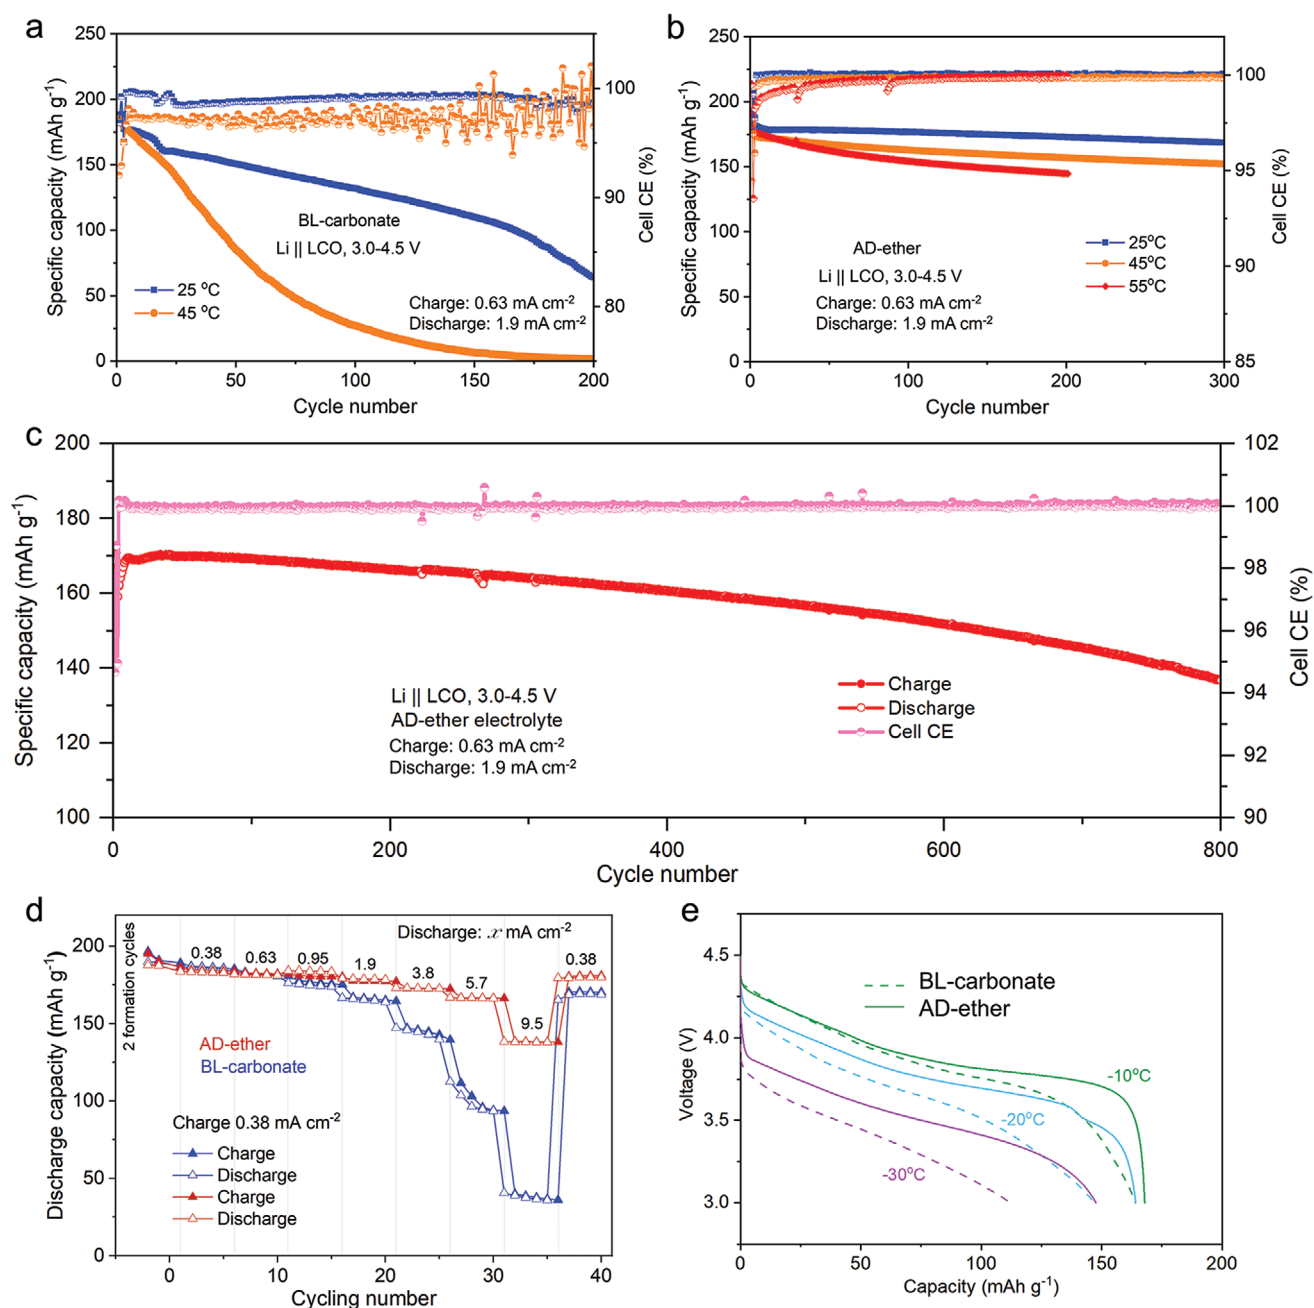 a
250
200
150
100
50
0
Specific capacity (mAh g-1)
100
90
80
Cell CE (%)
BL-carbonate
Li || LCO, 3.0-4.5 V
25 °C
45 °C
Charge: 0.63 mA cm-2
Discharge: 1.9 mA cm-2
0 50 100 150 200
Cycle number
b
250
200
150
100
50
0
Specific capacity (mAh g-1)
100
95
90
85
Cell CE (%)
AD-ether
Li || LCO, 3.0-4.5 V
Charge: 0.63 mA cm-2
Discharge: 1.9 mA cm-2
25°C
45°C
55°C
0 100 200 300
Cycle number
c
200
180
160
140
120
100
Specific capacity (mAh g-1)
102
100
98
96
94
92
90
Cell CE (%)
Li || LCO, 3.0-4.5 V
AD-ether electrolyte
Charge: 0.63 mA cm-2
Discharge: 1.9 mA cm-2
Charge
Discharge
Cell CE
0 200 400 600 800
Cycle number
d
200
150
100
50
0
Discharge capacity (mAh g-1)
2 formation cycles
Discharge: x mA cm-2
0.38 0.63 0.95 1.9 3.8 5.7 9.5 0.38
AD-ether
BL-carbonate
Charge 0.38 mA cm-2
Charge
Discharge
Charge
Discharge
0 10 20 30 40
Cycling number
e
4.5
4.0
3.5
3.0
Voltage (V)
BL-carbonate
AD-ether
-10°C
-20°C
-30°C
0 50 100 150 200
Capacity (mAh g-1)